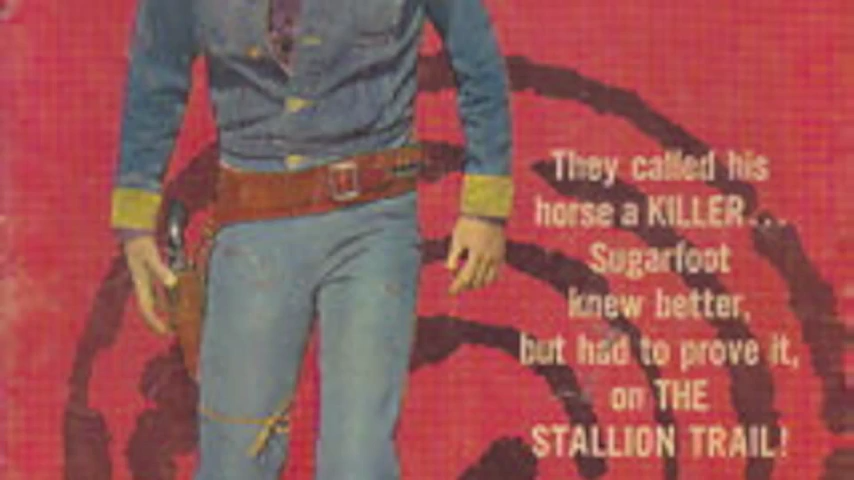 They called his
horse a KILLER...
Sugarfoot
knew better,
but had to prove it,
on THE
STALLION TRAIL!